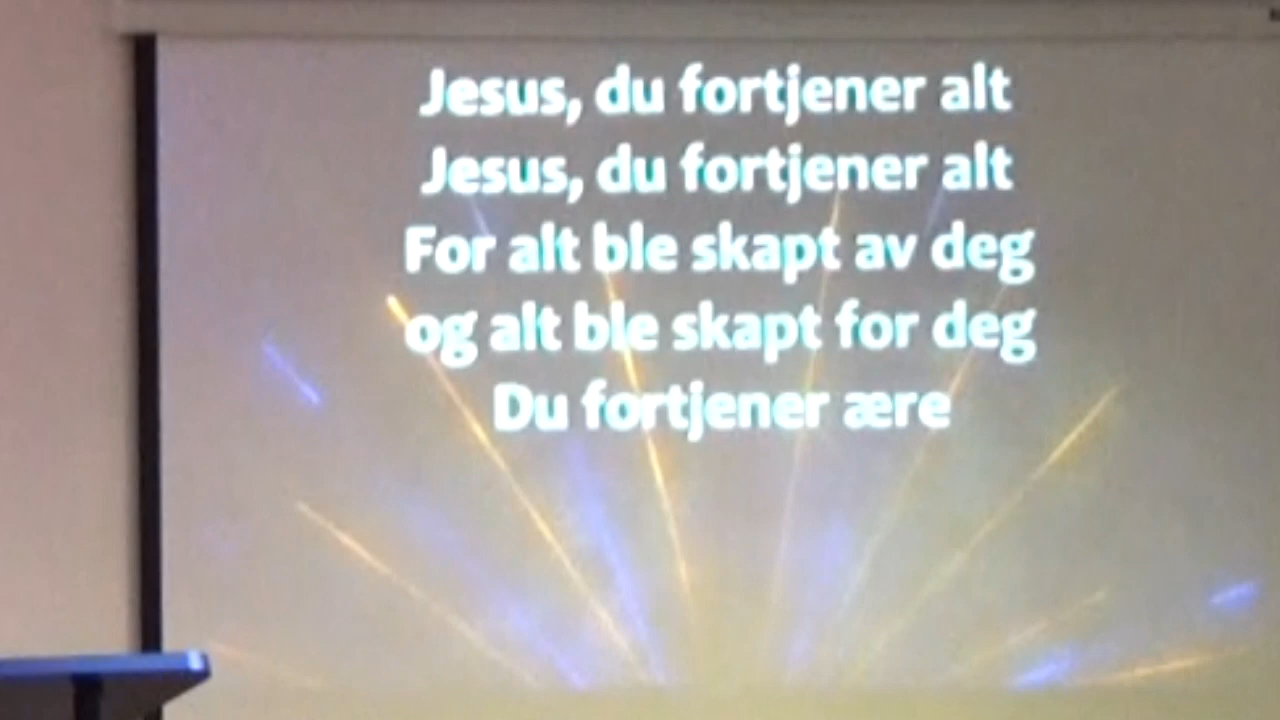 Jesus, du fortjener alt
Jesus, du fortjener alt
For alt ble skapt av deg
og alt ble skapt for deg
Du fortjener ære